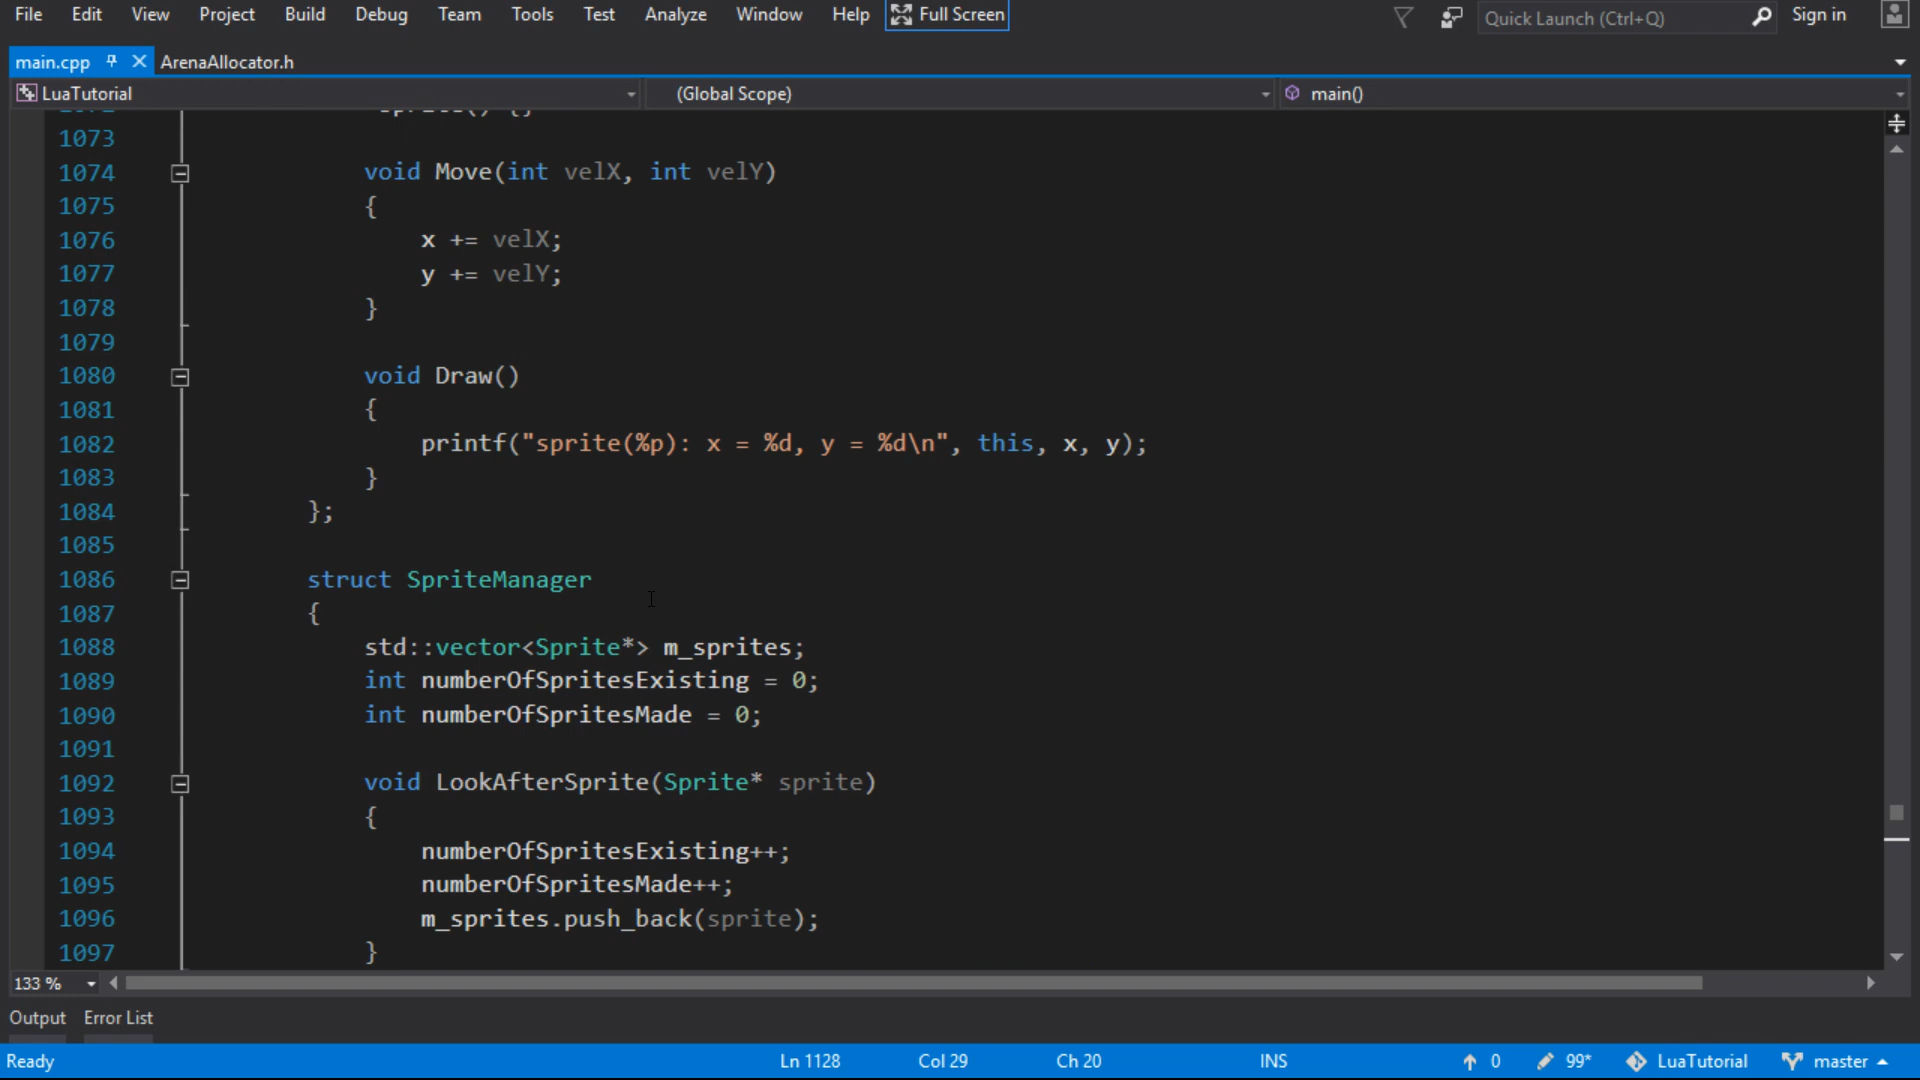 File Edit View Project Build Debug Team Tools Test Analyze Window Help Full Screen Quick Launch (Ctrl+Q) Sign in
main.cpp ArenaAllocator.h
LuaTutorial (Global Scope) main()
1073
1074 void Move(int velX, int velY)
1075 {
1076 x += velX;
1077 y += velY;
1078 }
1079
1080 void Draw()
1081 {
1082 printf("sprite(%p): x = %d, y = %d\n", this, x, y);
1083 }
1084 };
1085
1086 struct SpriteManager
1087 {
1088 std::vector<Sprite*> m_sprites;
1089 int numberOfSpritesExisting = 0;
1090 int numberOfSpritesMade = 0;
1091
1092 void LookAfterSprite(Sprite* sprite)
1093 {
1094 numberOfSpritesExisting++;
1095 numberOfSpritesMade++;
1096 m_sprites.push_back(sprite);
1097 }
133 %
Output Error List
Ready Ln 1128 Col 29 Ch 20 INS 0 99* LuaTutorial master